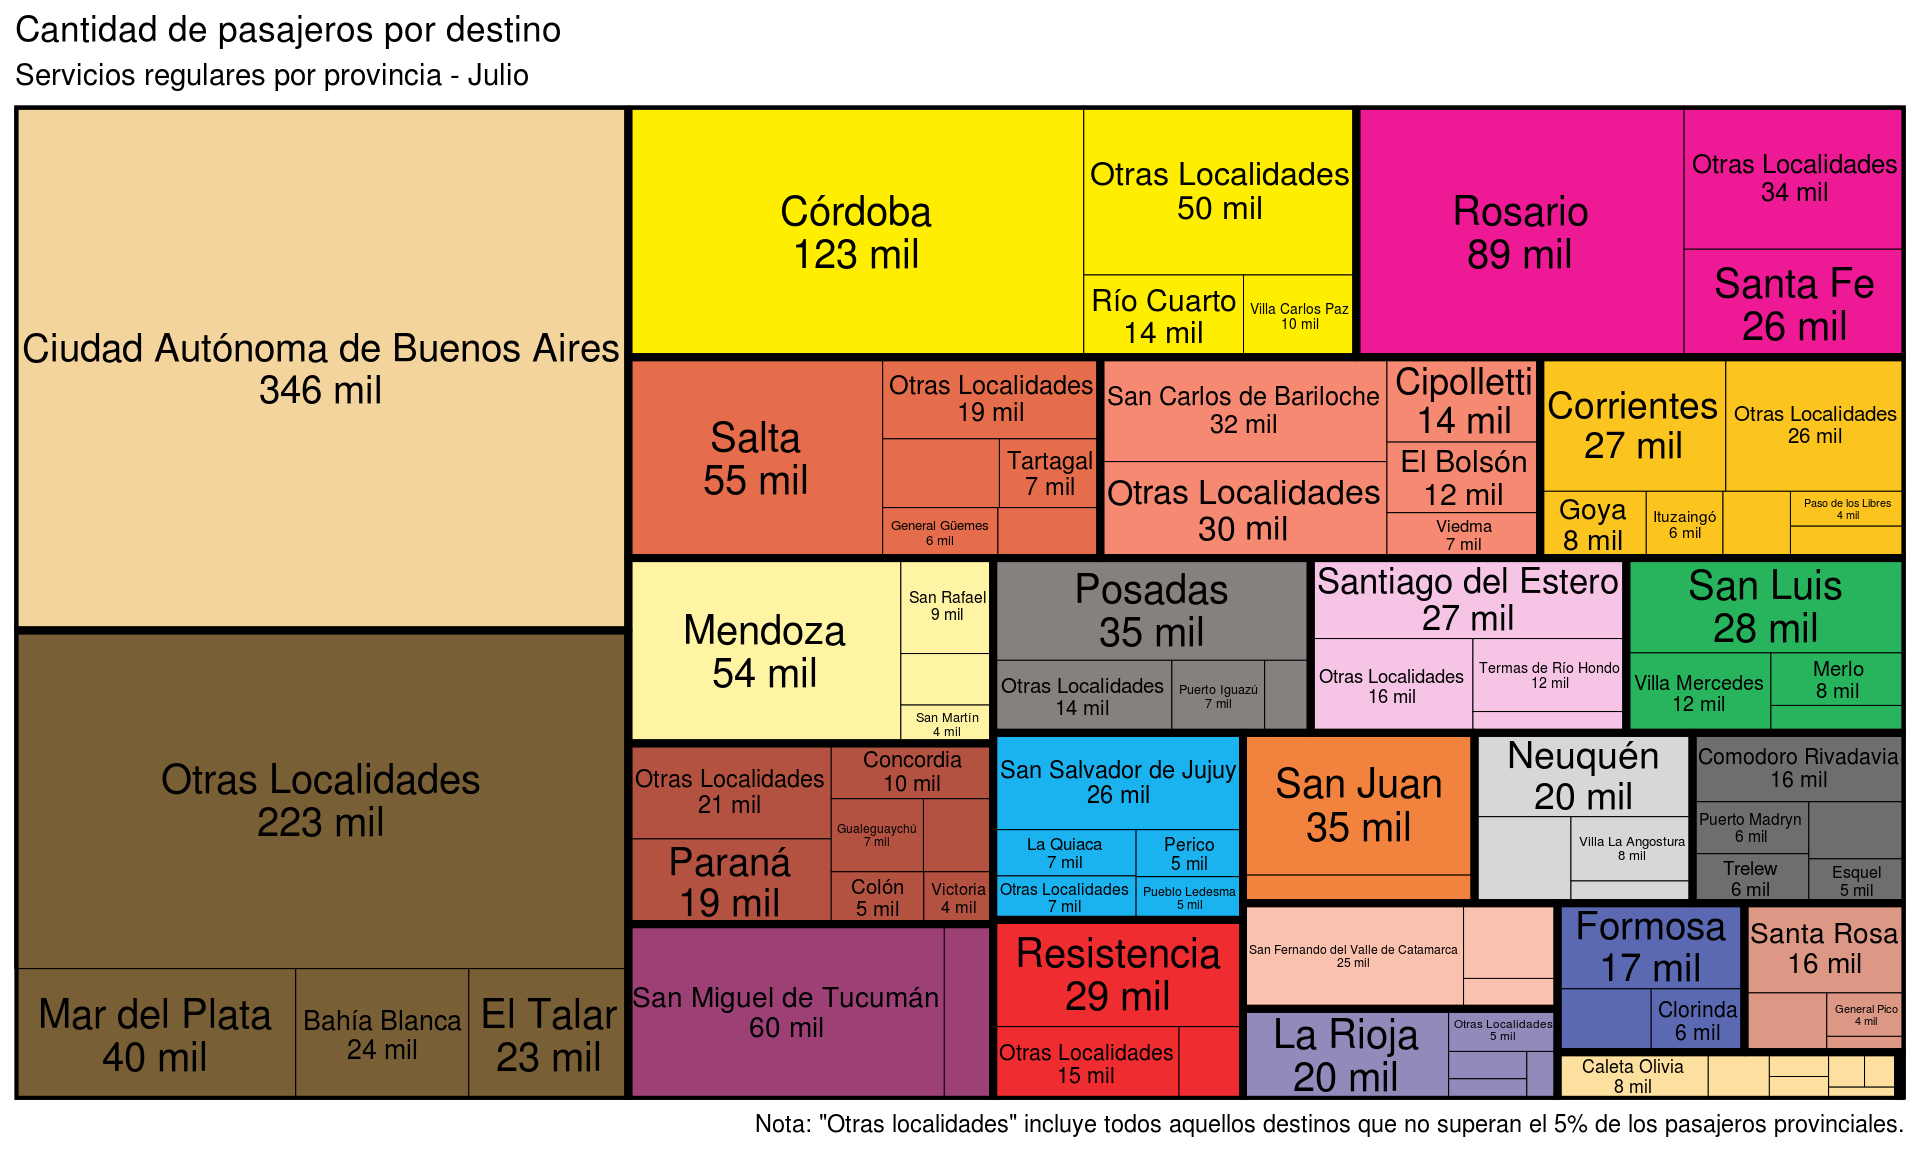 Cantidad de pasajeros por destino
Servicios regulares por provincia - Julio
Ciudad Autónoma de Buenos Aires
346 mil
Otras Localidades
223 mil
Mar del Plata
40 mil
Bahía Blanca
24 mil
El Talar
23 mil
Córdoba
123 mil
Otras Localidades
50 mil
Río Cuarto
14 mil
Villa Carlos Paz
10 mil
Rosario
89 mil
Otras Localidades
34 mil
Santa Fe
26 mil
Salta
55 mil
Otras Localidades
19 mil
Tartagal
7 mil
General Güemes
6 mil
San Carlos de Bariloche
32 mil
Otras Localidades
30 mil
Cipolletti
14 mil
El Bolsón
12 mil
Viedma
7 mil
Corrientes
27 mil
Otras Localidades
26 mil
Goya
8 mil
Ituzaingó
6 mil
Paso de los Libres
4 mil
Mendoza
54 mil
San Rafael
9 mil
San Martín
4 mil
Posadas
35 mil
Otras Localidades
14 mil
Puerto Iguazú
7 mil
Santiago del Estero
27 mil
Otras Localidades
16 mil
Termas de Río Hondo
12 mil
San Luis
28 mil
Villa Mercedes
12 mil
Merlo
8 mil
Otras Localidades
21 mil
Paraná
19 mil
Concordia
10 mil
Gualeguaychú
7 mil
Colón
5 mil
Victoria
4 mil
San Salvador de Jujuy
26 mil
La Quiaca
7 mil
Otras Localidades
7 mil
Perico
5 mil
Pueblo Ledesma
5 mil
San Juan
35 mil
Neuquén
20 mil
Villa La Angostura
8 mil
Comodoro Rivadavia
16 mil
Puerto Madryn
6 mil
Trelew
6 mil
Esquel
5 mil
San Miguel de Tucumán
60 mil
Resistencia
29 mil
Otras Localidades
15 mil
San Fernando del Valle de Catamarca
25 mil
La Rioja
20 mil
Otras Localidades
5 mil
Formosa
17 mil
Clorinda
6 mil
Santa Rosa
16 mil
General Pico
4 mil
Caleta Olivia
8 mil
Nota: "Otras localidades" incluye todos aquellos destinos que no superan el 5% de los pasajeros provinciales.